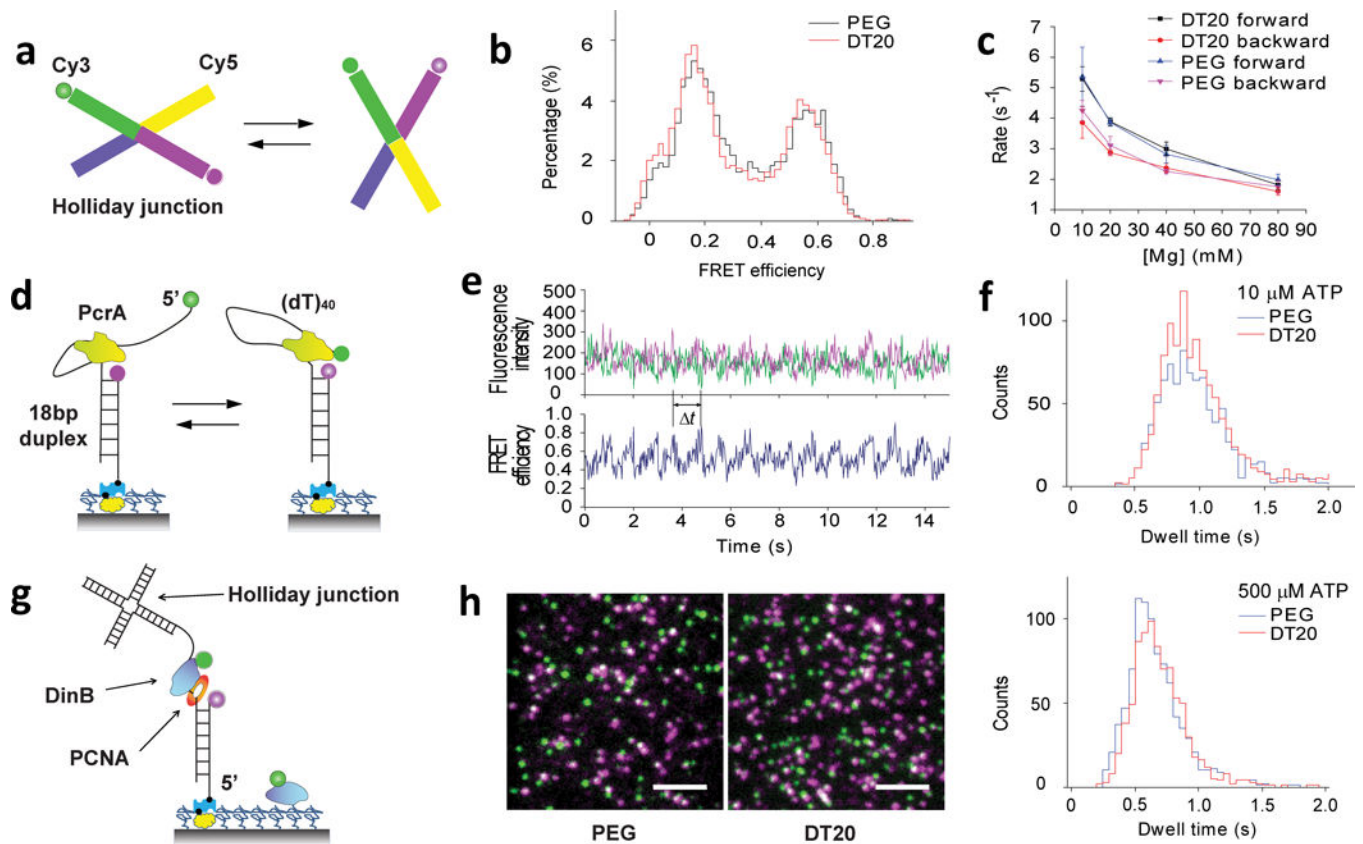 a
Cy3
Cy5
Holliday junction
b
PEG
DT20
Percentage (%)
6
4
2
0
0 0.2 0.4 0.6 0.8
FRET efficiency
c
DT20 forward
DT20 backward
PEG forward
PEG backward
Rate (s⁻¹)
7
6
5
4
3
2
1
0 10 20 30 40 50 60 70 80 90
[Mg] (mM)
d
PcrA
5’
(dT)₄₀
18bp
duplex
e
Fluorescence
intensity
500
400
300
200
100
0
Δt
FRET
efficiency
1.0
0.8
0.6
0.4
0.2
0
0 2 4 6 8 10 12 14
Time (s)
f
10 μM ATP
PEG
DT20
Counts
100
50
0
0 0.5 1.0 1.5 2.0
Dwell time (s)
500 μM ATP
PEG
DT20
Counts
100
50
0
0 0.5 1.0 1.5 2.0
Dwell time (s)
g
Holliday junction
DinB
PCNA
5’
h
PEG
DT20